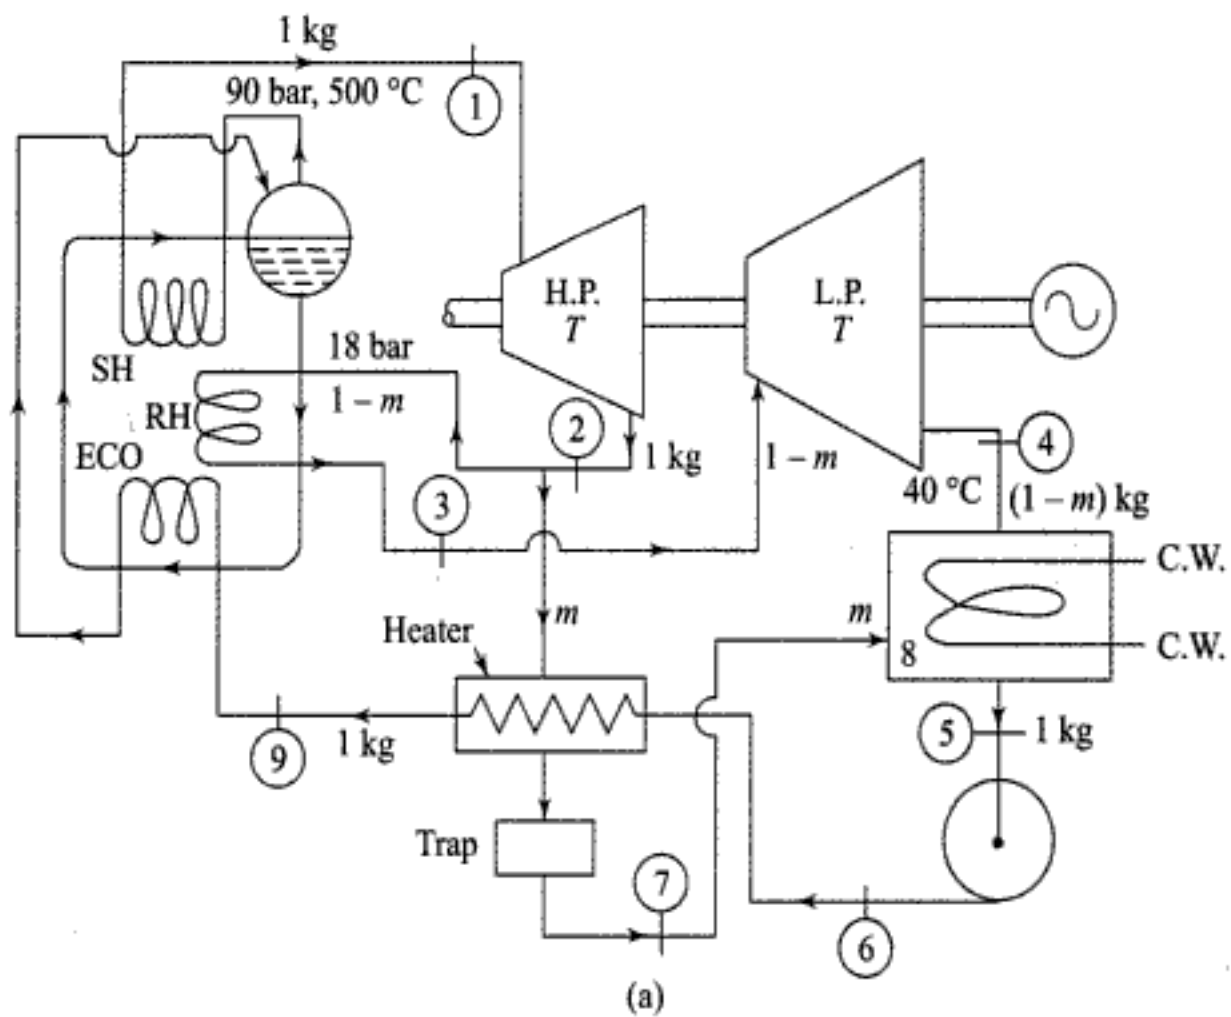 1 kg
90 bar, 500 °C
1
H.P.
T
L.P.
T
SH
18 bar
RH
1 – m
2
ECO
1 kg
1 – m
4
40 °C
(1 – m) kg
3
C.W.
m
Heater
m
8
C.W.
5
1 kg
1 kg
9
Trap
7
6
(a)